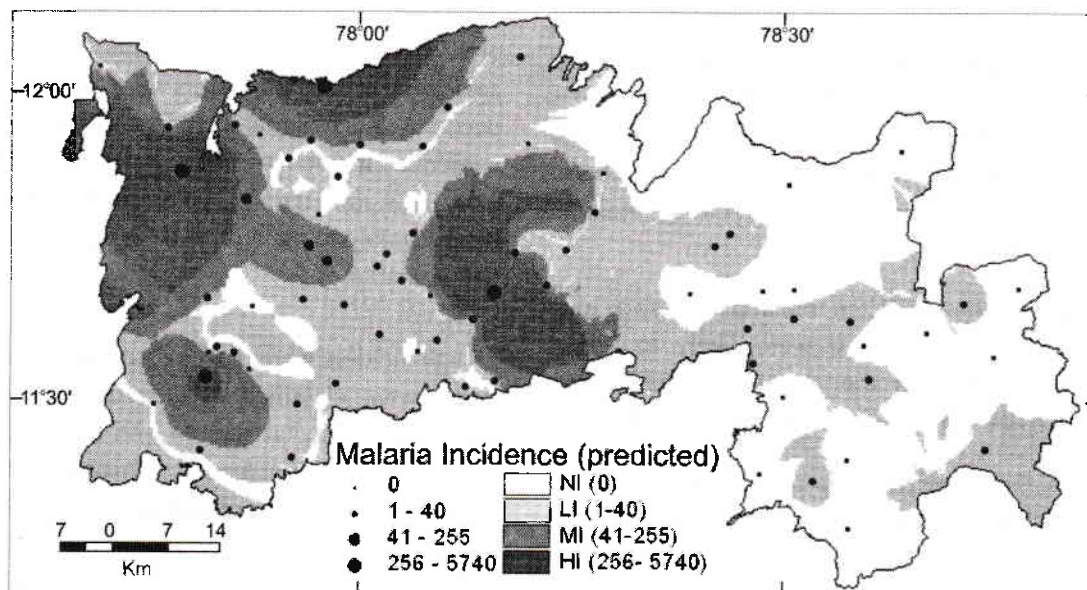 78°00' 78°30'
12°00'
11°30'
Malaria Incidence (predicted)
0 NI (0)
1 - 40 LI (1-40)
41 - 255 MI (41-255)
256 - 5740 HI (256- 5740)
7 0 7 14
Km